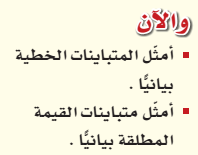 والآن
▪ أمثّل المتباينات الخطية
بيانيًّا .
▪ أمثّل متباينات القيمة
المطلقة بيانيًّا .